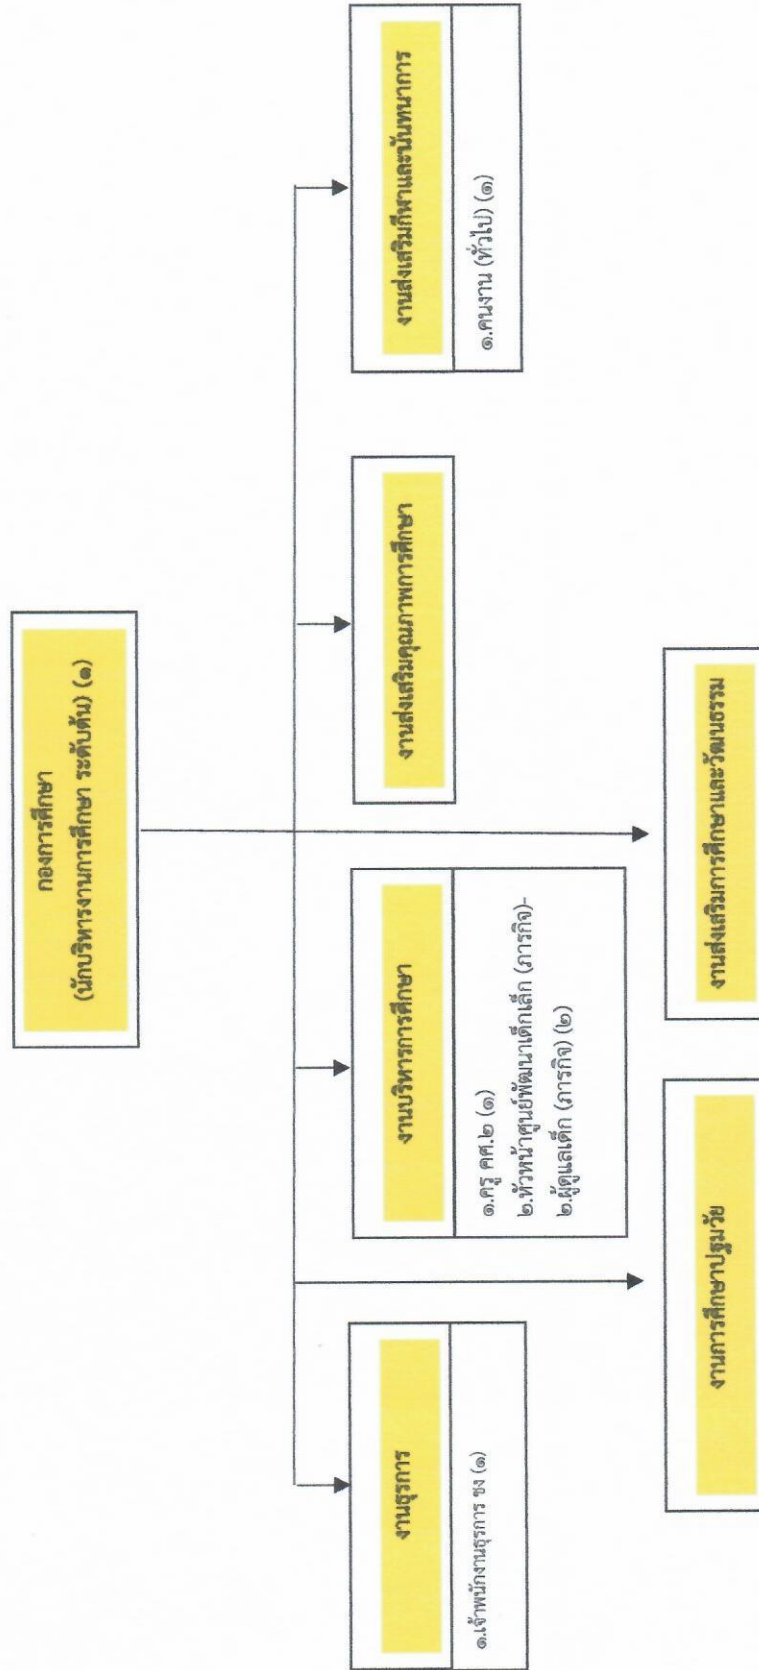 กองการศึกษา
(นักบริหารงานการศึกษา ระดับต้น) (๑)
งานธุรการ
๑.เจ้าพนักงานธุรการ ชง (๑)
งานบริหารการศึกษา
๑.ครู คศ.๒ (๑)
๒.หัวหน้าศูนย์พัฒนาเด็กเล็ก (ภารกิจ)-
๒.ผู้ดูแลเด็ก (ภารกิจ) (๒)
งานส่งเสริมคุณภาพการศึกษา
งานส่งเสริมกีฬาและนันทนาการ
๑.คนงาน (ทั่วไป) (๑)
งานการศึกษาปฐมวัย
งานส่งเสริมการศึกษาและวัฒนธรรม